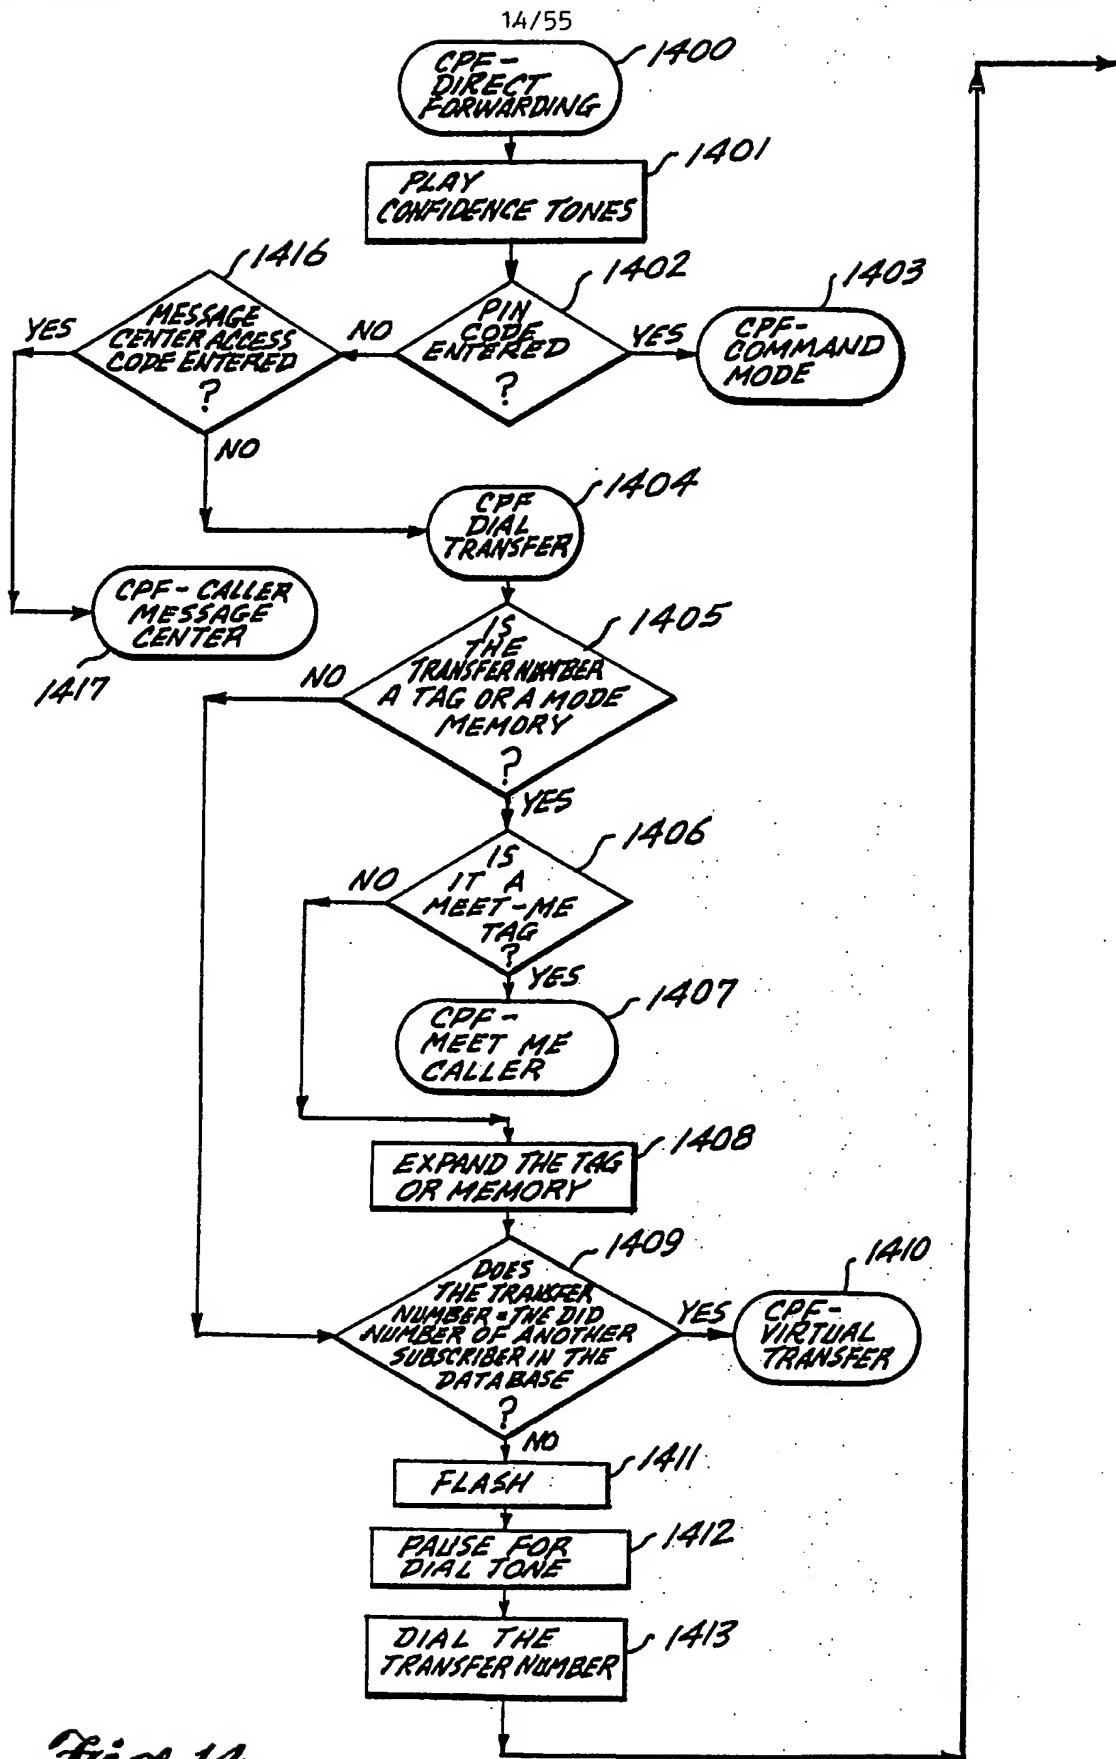 14/55
CPF-
DIRECT
FORWARDING
1400
PLAY
CONFIDENCE TONES
1401
PIN
CODE
ENTERED
?
1402
YES
CPF-
COMMAND
MODE
1403
NO
MESSAGE
CENTER ACCESS
CODE ENTERED
?
1416
YES
NO
CPF-CALLER
MESSAGE
CENTER
1417
CPF
DIAL
TRANSFER
1404
IS
THE
TRANSFER NUMBER
A TAG OR A MODE
MEMORY
?
1405
NO
YES
IS
IT A
MEET-ME
TAG
?
1406
NO
YES
CPF-
MEET ME
CALLER
1407
EXPAND THE TAG
OR MEMORY
1408
DOES
THE TRANSFER
NUMBER = THE DID
NUMBER OF ANOTHER
SUBSCRIBER IN THE
DATABASE
?
1409
YES
CPF-
VIRTUAL
TRANSFER
1410
NO
FLASH
1411
PAUSE FOR
DIAL TONE
1412
DIAL THE
TRANSFER NUMBER
1413
Fig. 14